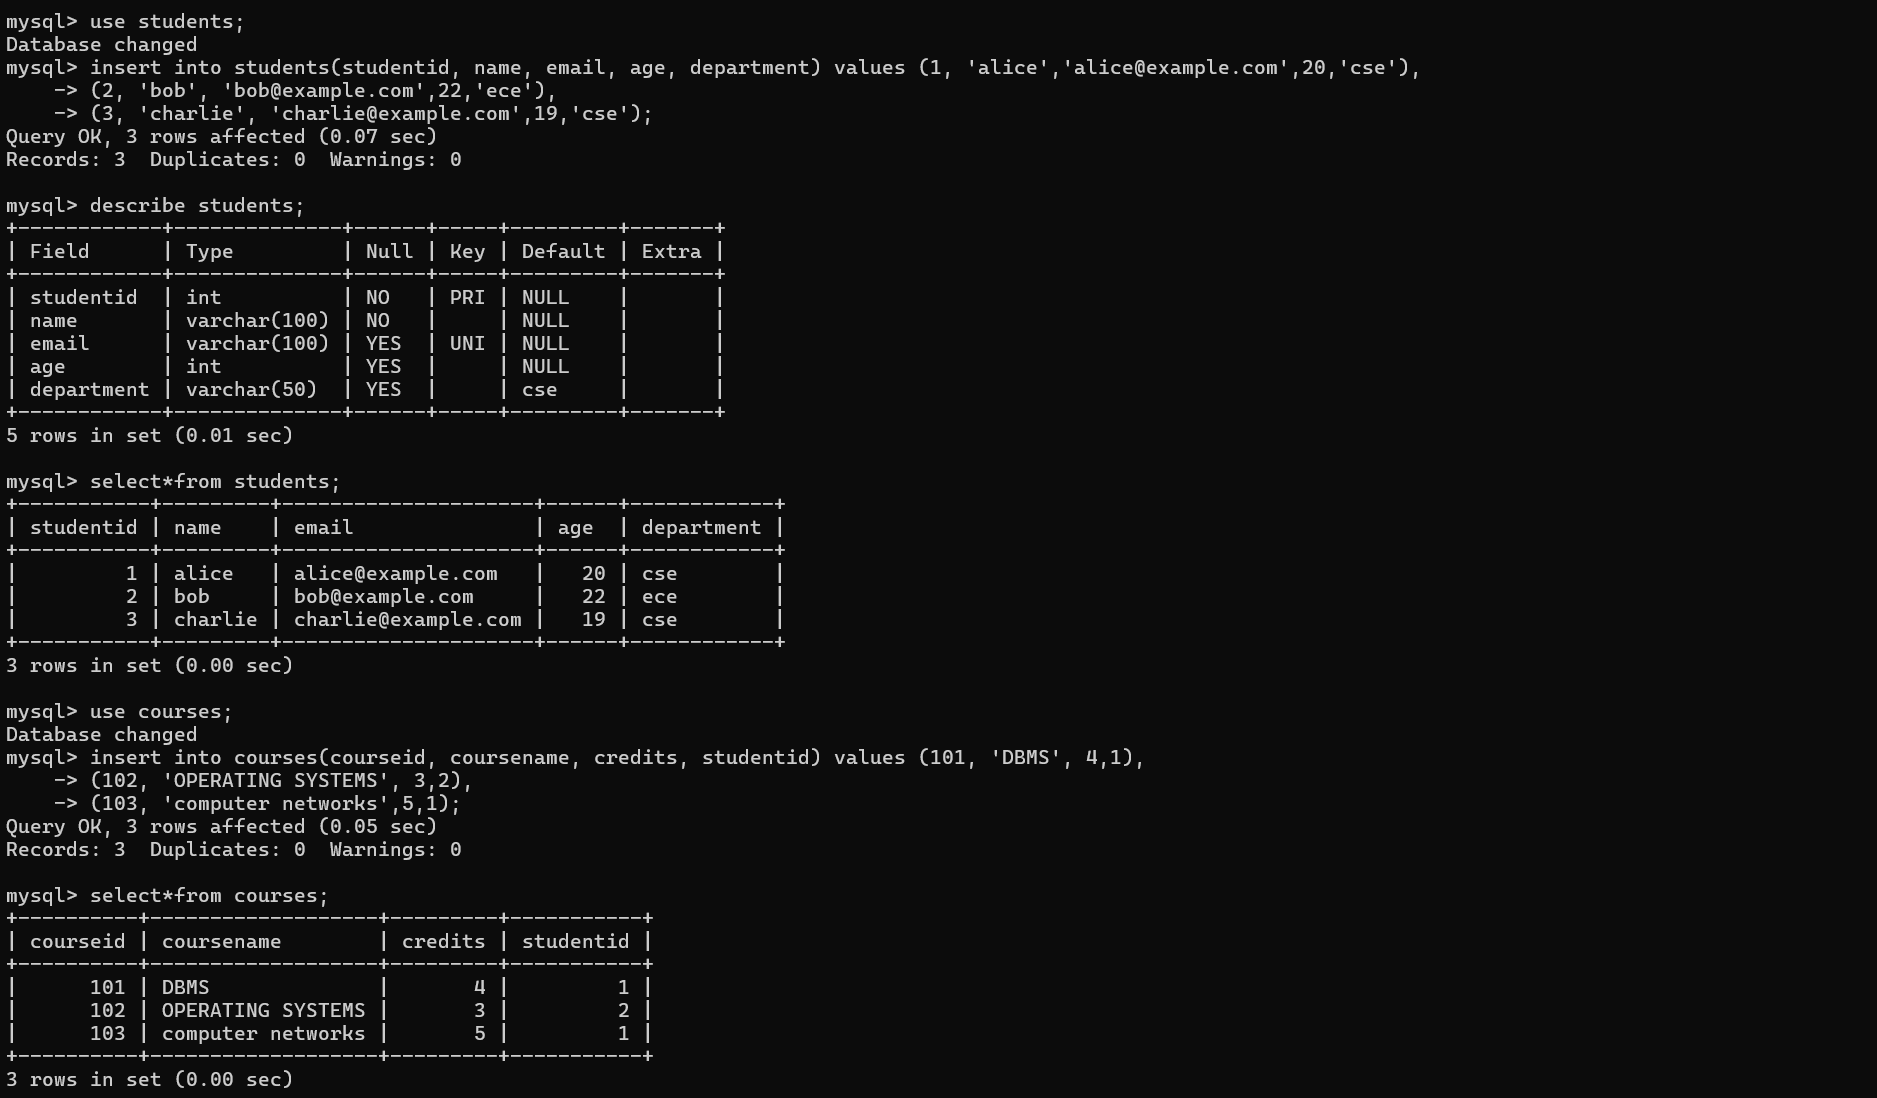 mysql> use students;
Database changed
mysql> insert into students(studentid, name, email, age, department) values (1, 'alice','alice@example.com',20,'cse'),
    -> (2, 'bob', 'bob@example.com',22,'ece'),
    -> (3, 'charlie', 'charlie@example.com',19,'cse');
Query OK, 3 rows affected (0.07 sec)
Records: 3  Duplicates: 0  Warnings: 0

mysql> describe students;
+------------+--------------+------+-----+---------+-------+
| Field      | Type         | Null | Key | Default | Extra |
+------------+--------------+------+-----+---------+-------+
| studentid  | int          | NO   | PRI | NULL    |       |
| name       | varchar(100) | NO   |     | NULL    |       |
| email      | varchar(100) | YES  | UNI | NULL    |       |
| age        | int          | YES  |     | NULL    |       |
| department | varchar(50)  | YES  |     | cse     |       |
+------------+--------------+------+-----+---------+-------+
5 rows in set (0.01 sec)

mysql> select*from students;
+-----------+---------+---------------------+------+------------+
| studentid | name    | email               | age  | department |
+-----------+---------+---------------------+------+------------+
|         1 | alice   | alice@example.com   |   20 | cse        |
|         2 | bob     | bob@example.com     |   22 | ece        |
|         3 | charlie | charlie@example.com |   19 | cse        |
+-----------+---------+---------------------+------+------------+
3 rows in set (0.00 sec)

mysql> use courses;
Database changed
mysql> insert into courses(courseid, coursename, credits, studentid) values (101, 'DBMS', 4,1),
    -> (102, 'OPERATING SYSTEMS', 3,2),
    -> (103, 'computer networks',5,1);
Query OK, 3 rows affected (0.05 sec)
Records: 3  Duplicates: 0  Warnings: 0

mysql> select*from courses;
+----------+-------------------+---------+-----------+
| courseid | coursename        | credits | studentid |
+----------+-------------------+---------+-----------+
|      101 | DBMS              |       4 |         1 |
|      102 | OPERATING SYSTEMS |       3 |         2 |
|      103 | computer networks |       5 |         1 |
+----------+-------------------+---------+-----------+
3 rows in set (0.00 sec)